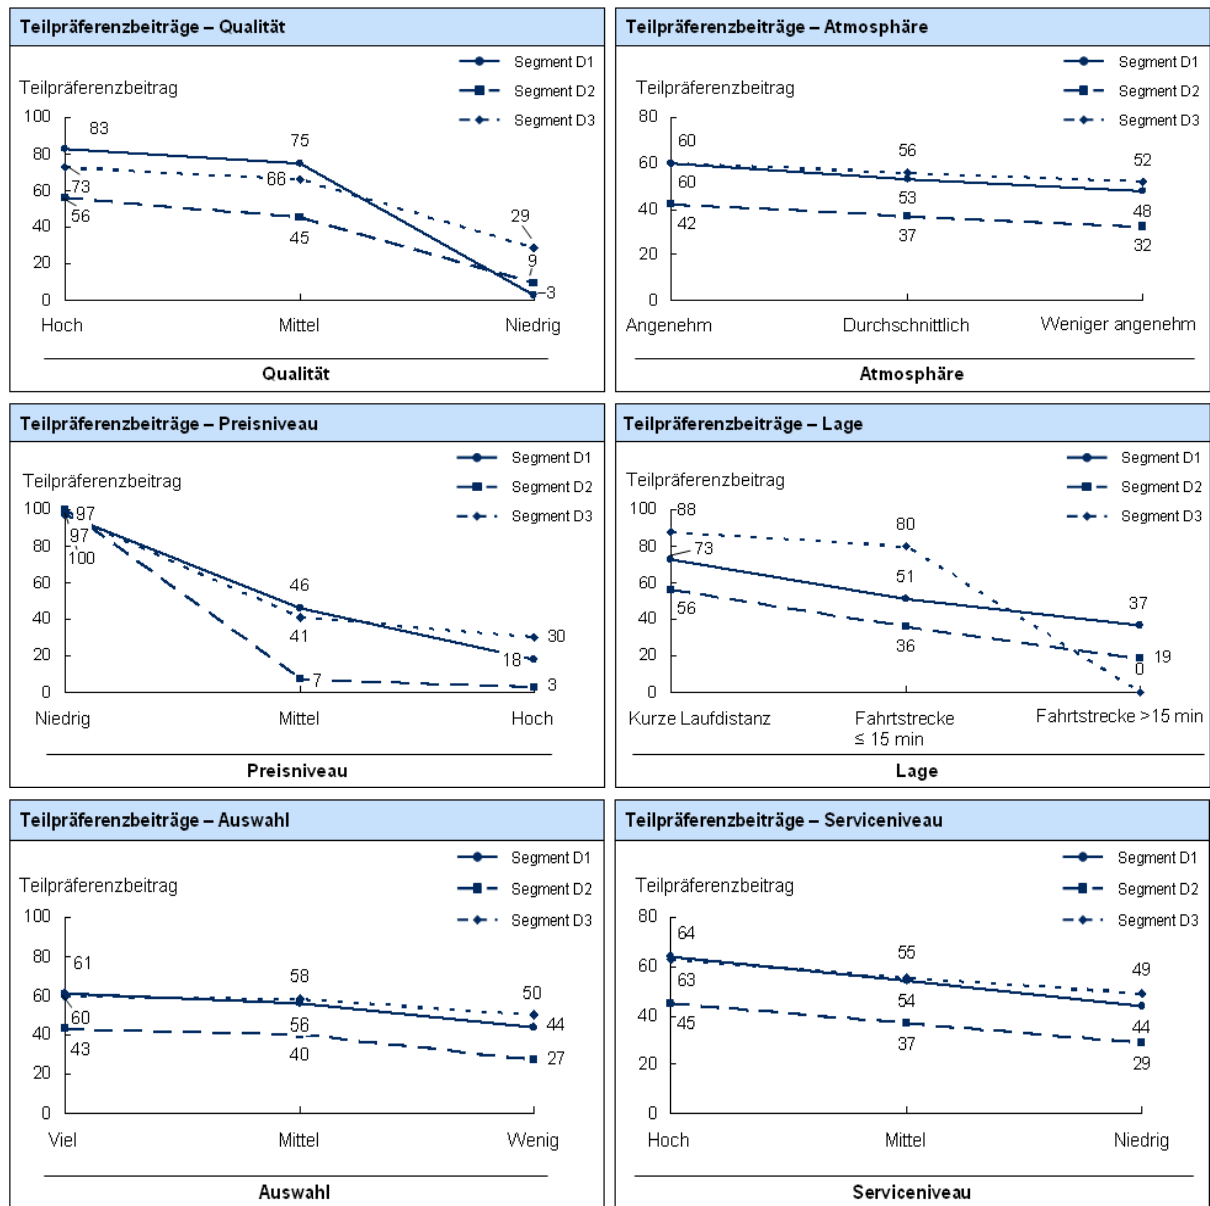 Teilpräferenzbeiträge – Qualität
Segment D1
Segment D2
Segment D3
Teilpräferenzbeitrag
100
80
60
40
20
0
83
73
56
75
66
45
29
9
3
Hoch
Mittel
Niedrig
Qualität
Teilpräferenzbeiträge – Atmosphäre
Segment D1
Segment D2
Segment D3
Teilpräferenzbeitrag
80
60
40
20
0
60
60
42
56
53
37
52
48
32
Angenehm
Durchschnittlich
Weniger angenehm
Atmosphäre
Teilpräferenzbeiträge – Preisniveau
Segment D1
Segment D2
Segment D3
Teilpräferenzbeitrag
100
80
60
40
20
0
97
97
100
46
41
7
30
18
3
Niedrig
Mittel
Hoch
Preisniveau
Teilpräferenzbeiträge – Lage
Segment D1
Segment D2
Segment D3
Teilpräferenzbeitrag
100
80
60
40
20
0
88
73
56
80
51
36
37
19
0
Kurze Laufdistanz
Fahrtstrecke
≤ 15 min
Fahrtstrecke >15 min
Lage
Teilpräferenzbeiträge – Auswahl
Segment D1
Segment D2
Segment D3
Teilpräferenzbeitrag
100
80
60
40
20
0
61
60
43
58
56
40
50
44
27
Viel
Mittel
Wenig
Auswahl
Teilpräferenzbeiträge – Serviceniveau
Segment D1
Segment D2
Segment D3
Teilpräferenzbeitrag
80
60
40
20
0
64
63
45
55
54
37
49
44
29
Hoch
Mittel
Niedrig
Serviceniveau